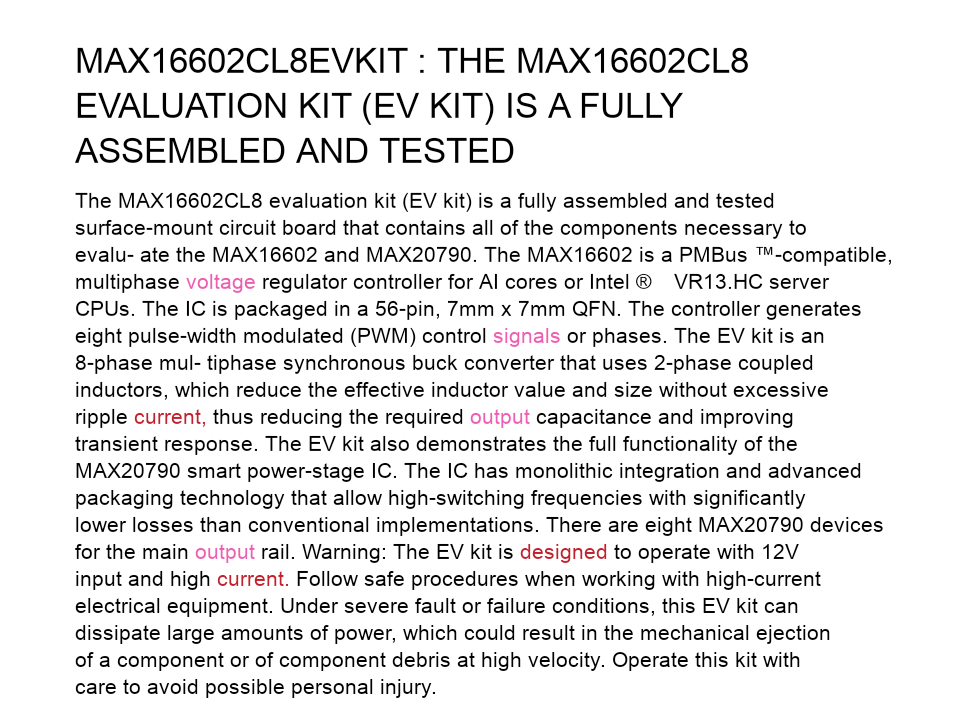 MAX16602CL8EVKIT : THE MAX16602CL8
EVALUATION KIT (EV KIT) IS A FULLY
ASSEMBLED AND TESTED
The MAX16602CL8 evaluation kit (EV kit) is a fully assembled and tested
surface-mount circuit board that contains all of the components necessary to
evalu- ate the MAX16602 and MAX20790. The MAX16602 is a PMBus ™-compatible,
multiphase voltage regulator controller for AI cores or Intel ® VR13.HC server
CPUs. The IC is packaged in a 56-pin, 7mm x 7mm QFN. The controller generates
eight pulse-width modulated (PWM) control signals or phases. The EV kit is an
8-phase mul- tiphase synchronous buck converter that uses 2-phase coupled
inductors, which reduce the effective inductor value and size without excessive
ripple current, thus reducing the required output capacitance and improving
transient response. The EV kit also demonstrates the full functionality of the
MAX20790 smart power-stage IC. The IC has monolithic integration and advanced
packaging technology that allow high-switching frequencies with significantly
lower losses than conventional implementations. There are eight MAX20790 devices
for the main output rail. Warning: The EV kit is designed to operate with 12V
input and high current. Follow safe procedures when working with high-current
electrical equipment. Under severe fault or failure conditions, this EV kit can
dissipate large amounts of power, which could result in the mechanical ejection
of a component or of component debris at high velocity. Operate this kit with
care to avoid possible personal injury.